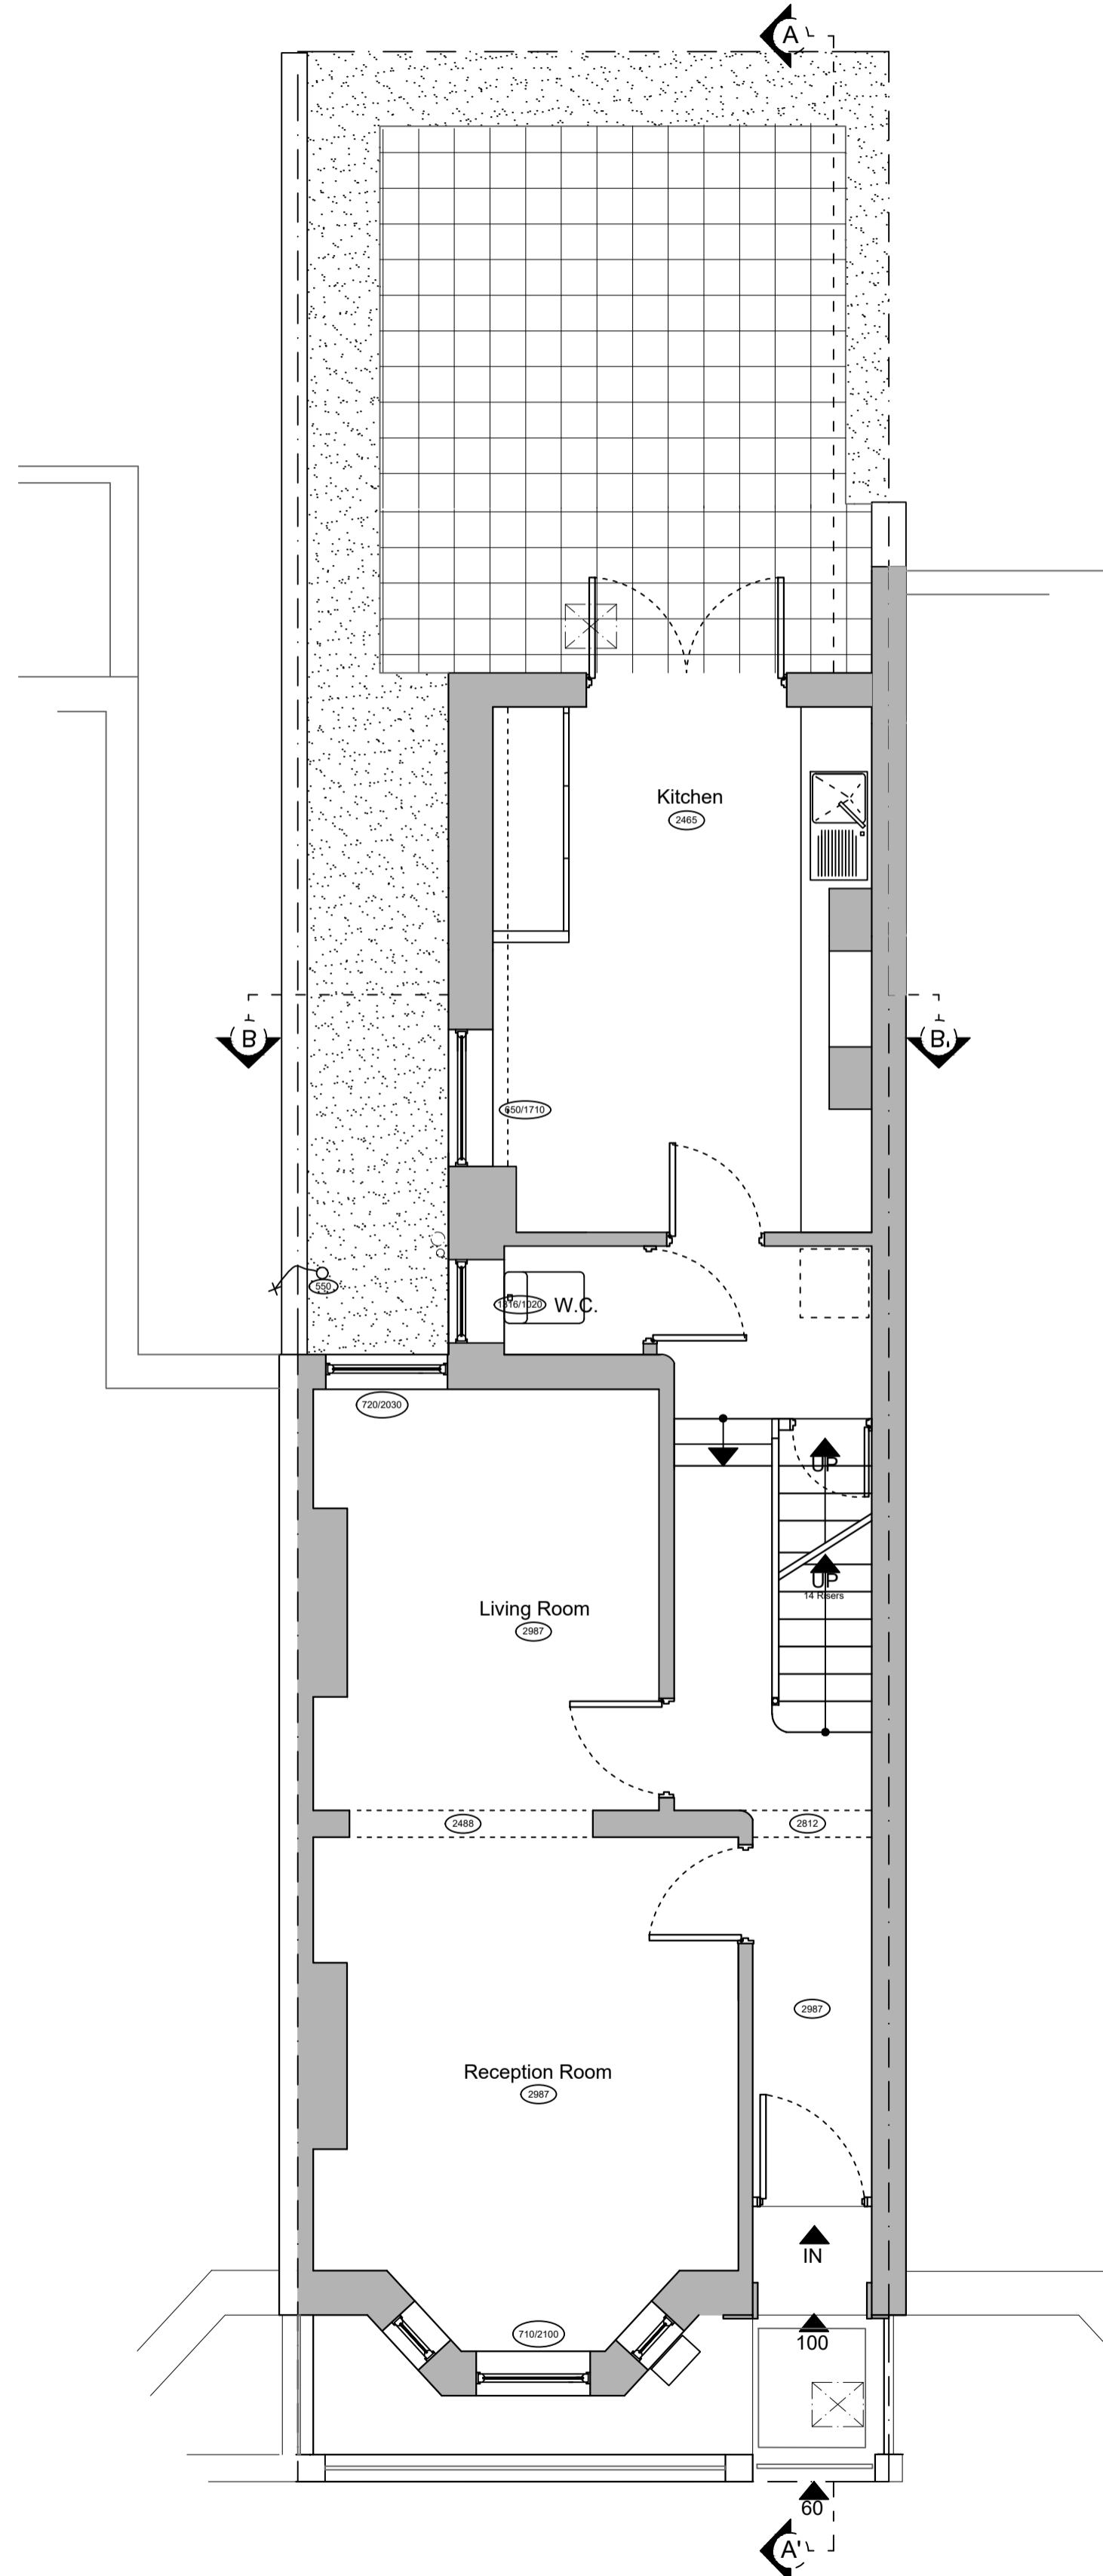 A
Kitchen
2465
B
B,
650/1710
550
1316/1020
W.C.
720/2030
UP
UP
14 Risers
Living Room
2987
2488
2812
2987
Reception Room
2987
IN
710/2100
100
60
A'